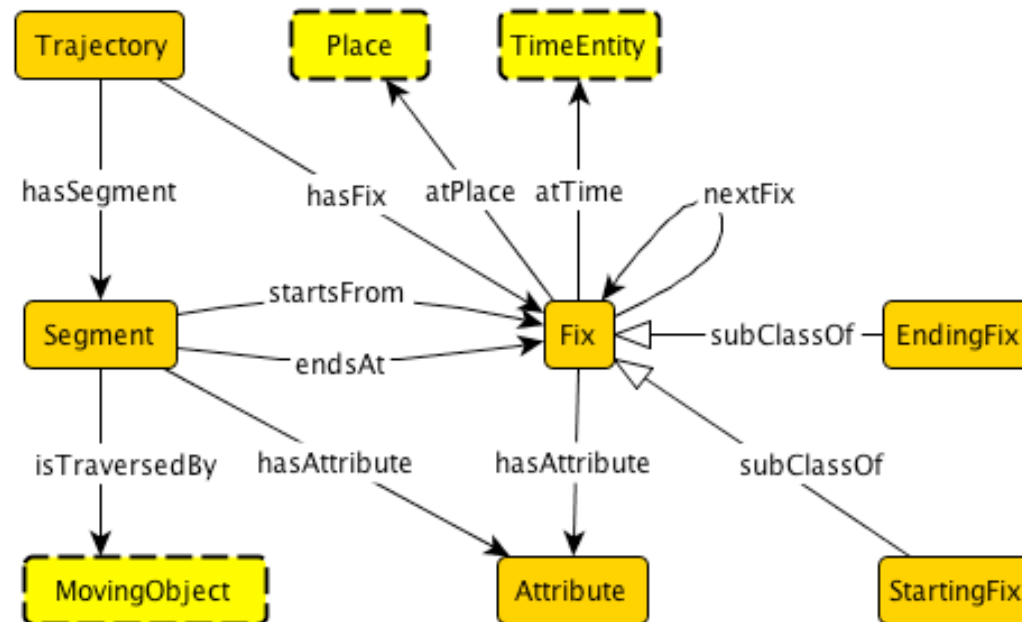 Trajectory
Place
TimeEntity
hasSegment
hasFix
atPlace
atTime
nextFix
startsFrom
Segment
endsAt
Fix
subClassOf
EndingFix
isTraversedBy
hasAttribute
hasAttribute
subClassOf
MovingObject
Attribute
StartingFix